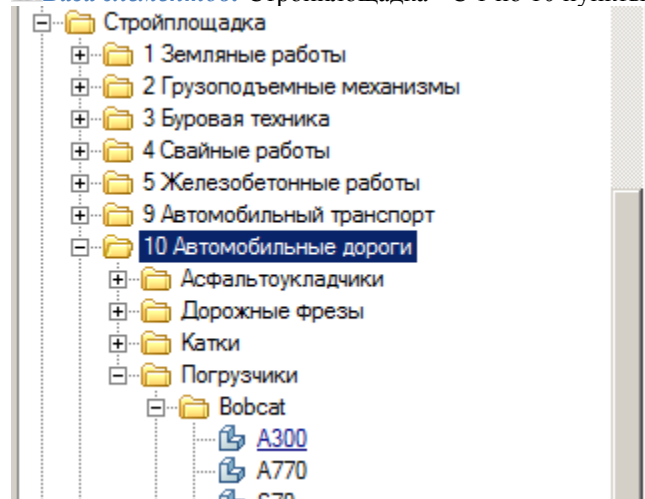 Стройплощадка
1 Земляные работы
2 Грузоподъемные механизмы
3 Буровая техника
4 Свайные работы
5 Железобетонные работы
9 Автомобильный транспорт
10 Автомобильные дороги
Асфальтоукладчики
Дорожные фрезы
Катки
Погрузчики
Bobcat
A300
A770